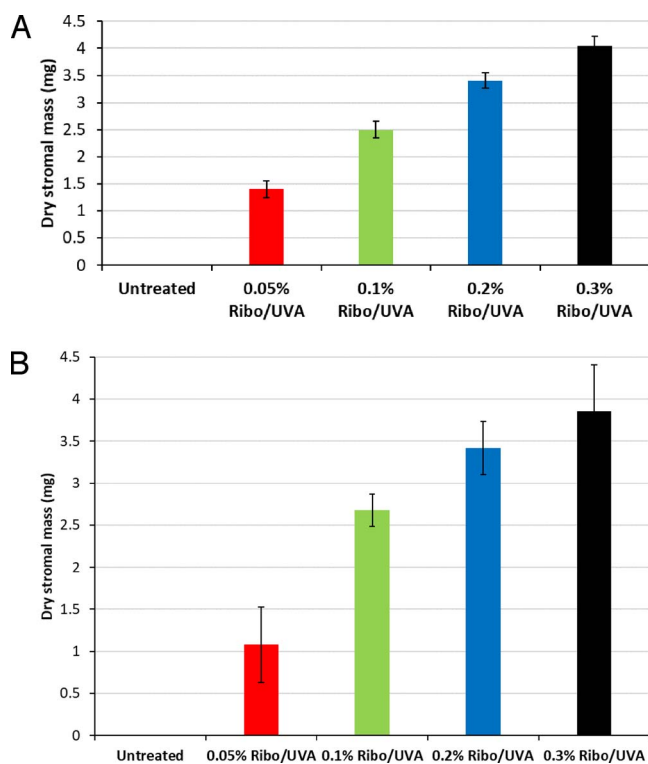 A
Dry stromal mass (mg)
4.5
4
3.5
3
2.5
2
1.5
1
0.5
0
Untreated
0.05%
Ribo/UVA
0.1%
Ribo/UVA
0.2%
Ribo/UVA
0.3%
Ribo/UVA
B
Dry stromal mass (mg)
4.5
4
3.5
3
2.5
2
1.5
1
0.5
0
Untreated
0.05% Ribo/UVA
0.1% Ribo/UVA
0.2% Ribo/UVA
0.3% Ribo/UVA